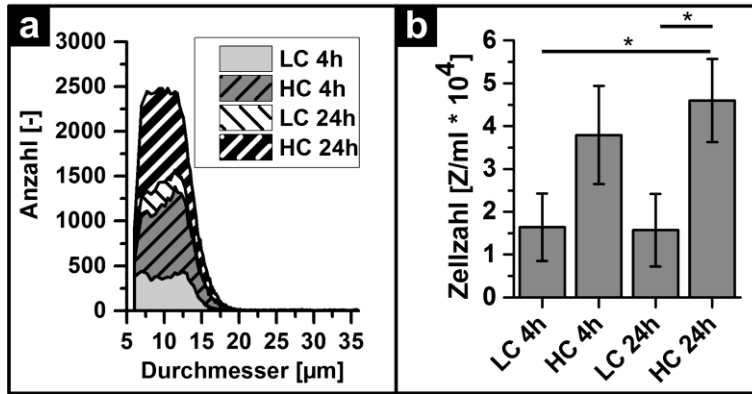 a
3000
2500
2000
1500
1000
500
0
Anzahl [-]
LC 4h
HC 4h
LC 24h
HC 24h
5 10 15 20 25 30 35
Durchmesser [µm]
b
* 
*
6
5
4
3
2
1
0
Zellzahl [Z/ml * 10⁴]
LC 4h
HC 4h
LC 24h
HC 24h